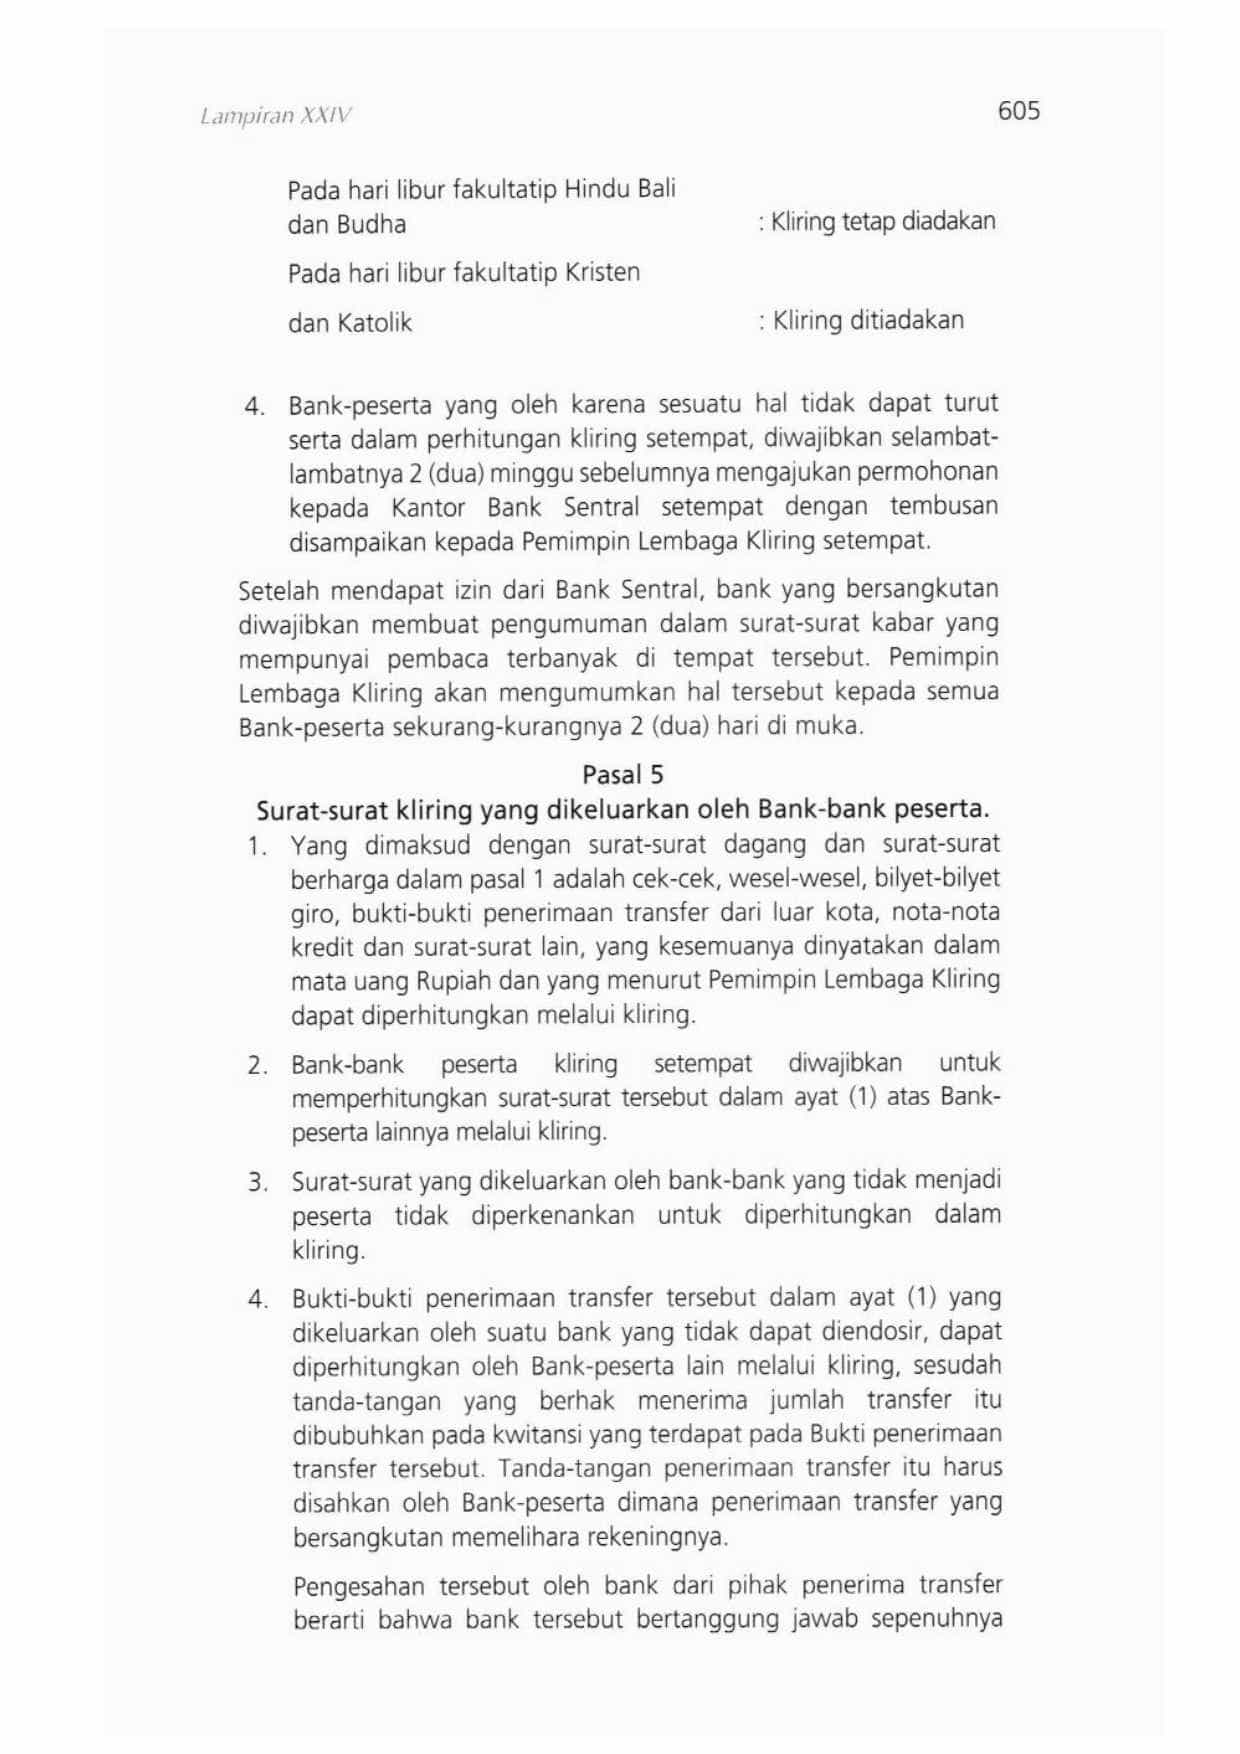 Lampiran XXIV 605
Pada hari libur fakultatip Hindu Bali
dan Budha : Kliring tetap diadakan
Pada hari libur fakultatip Kristen
dan Katolik : Kliring ditiadakan
4. Bank-peserta yang oleh karena sesuatu hal tidak dapat turut
serta dalam perhitungan kliring setempat, diwajibkan selambat-
lambatnya 2 (dua) minggu sebelumnya mengajukan permohonan
kepada Kantor Bank Sentral setempat dengan tembusan
disampaikan kepada Pemimpin Lembaga Kliring setempat.
Setelah mendapat izin dari Bank Sentral, bank yang bersangkutan
diwajibkan membuat pengumuman dalam surat-surat kabar yang
mempunyai pembaca terbanyak di tempat tersebut. Pemimpin
Lembaga Kliring akan mengumumkan hal tersebut kepada semua
Bank-peserta sekurang-kurangnya 2 (dua) hari di muka.
Pasal 5
Surat-surat kliring yang dikeluarkan oleh Bank-bank peserta.
1. Yang dimaksud dengan surat-surat dagang dan surat-surat
berharga dalam pasal 1 adalah cek-cek, wesel-wesel, bilyet-bilyet
giro, bukti-bukti penerimaan transfer dari luar kota, nota-nota
kredit dan surat-surat lain, yang kesemuanya dinyatakan dalam
mata uang Rupiah dan yang menurut Pemimpin Lembaga Kliring
dapat diperhitungkan melalui kliring.
2. Bank-bank peserta kliring setempat diwajibkan untuk
memperhitungkan surat-surat tersebut dalam ayat (1) atas Bank-
peserta lainnya melalui kliring.
3. Surat-surat yang dikeluarkan oleh bank-bank yang tidak menjadi
peserta tidak diperkenankan untuk diperhitungkan dalam
kliring.
4. Bukti-bukti penerimaan transfer tersebut dalam ayat (1) yang
dikeluarkan oleh suatu bank yang tidak dapat diendosir, dapat
diperhitungkan oleh Bank-peserta lain melalui kliring, sesudah
tanda-tangan yang berhak menerima jumlah transfer itu
dibubuhkan pada kwitansi yang terdapat pada Bukti penerimaan
transfer tersebut. Tanda-tangan penerimaan transfer itu harus
disahkan oleh Bank-peserta dimana penerimaan transfer yang
bersangkutan memelihara rekeningnya.
Pengesahan tersebut oleh bank dari pihak penerima transfer
berarti bahwa bank tersebut bertanggung jawab sepenuhnya